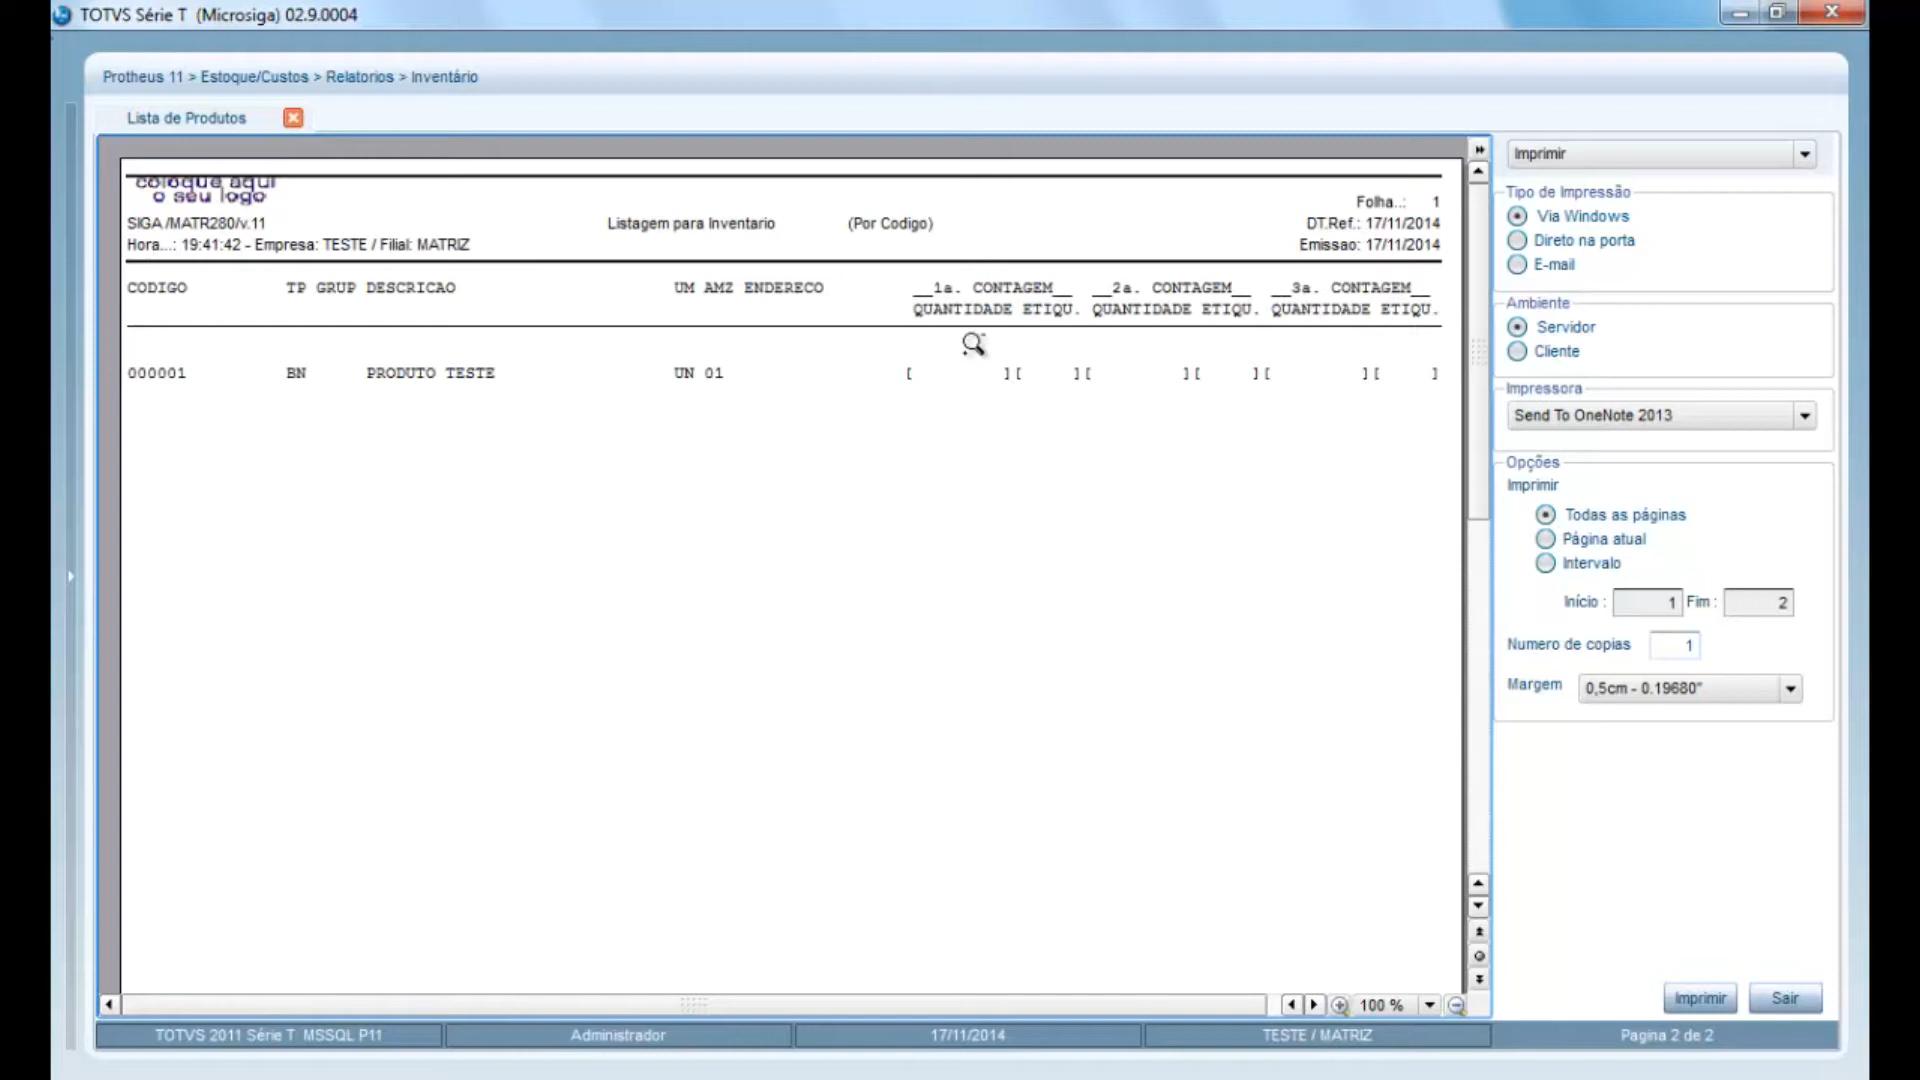 TOTVS Série T (Microsiga) 02.9.0004
Protheus 11 > Estoque/Custos > Relatorios > Inventário
Lista de Produtos
coloque aqui
o seu logo
Folha..: 1
SIGA /MATR280/v.11 Listagem para Inventario (Por Codigo) DT.Ref.: 17/11/2014
Hora...: 19:41:42 - Empresa: TESTE / Filial: MATRIZ Emissao: 17/11/2014
CODIGO TP GRUP DESCRICAO UM AMZ ENDERECO __1a. CONTAGEM__ __2a. CONTAGEM__ __3a. CONTAGEM__
QUANTIDADE ETIQU. QUANTIDADE ETIQU. QUANTIDADE ETIQU.
000001 BN PRODUTO TESTE UN 01 [ ][ ][ ][ ][ ][ ]
Imprimir
Tipo de Impressão
Via Windows
Direto na porta
E-mail
Ambiente
Servidor
Cliente
Impressora
Send To OneNote 2013
Opções
Imprimir
Todas as páginas
Página atual
Intervalo
Início : 1 Fim : 2
Numero de copias 1
Margem 0,5cm - 0.19680"
Imprimir Sair
100 %
TOTVS 2011 Série T MSSQL P11 Administrador 17/11/2014 TESTE / MATRIZ Pagina 2 de 2